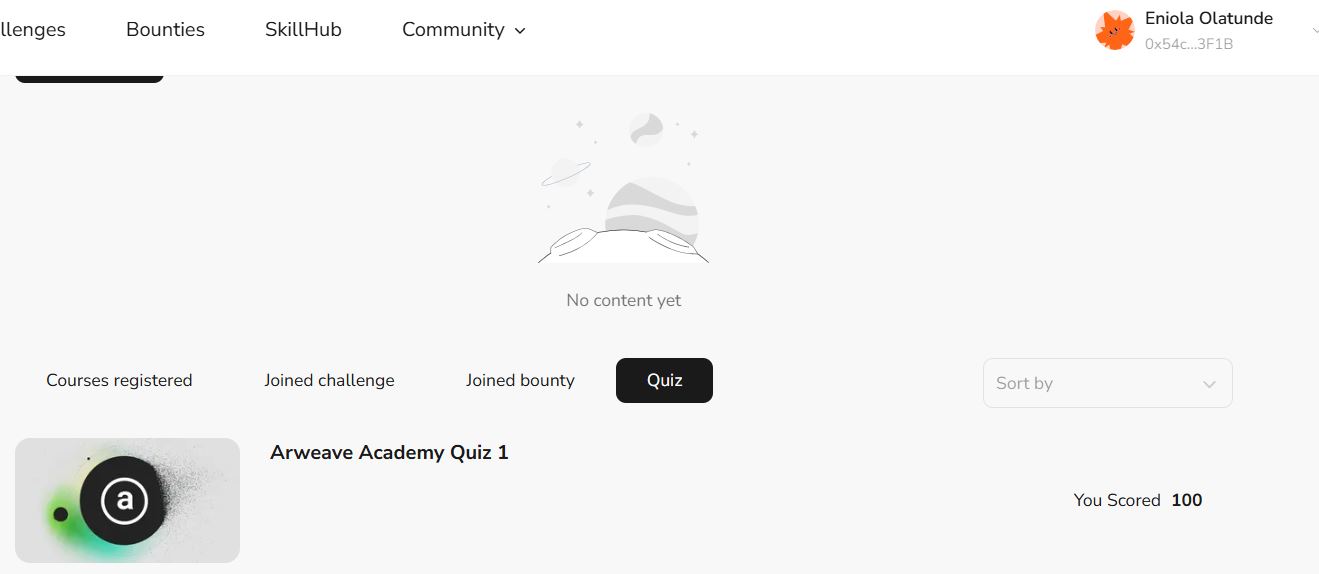 llenges Bounties SkillHub Community
Eniola Olatunde
0x54c...3F1B
No content yet
Courses registered Joined challenge Joined bounty Quiz Sort by
a
Arweave Academy Quiz 1
You Scored 100